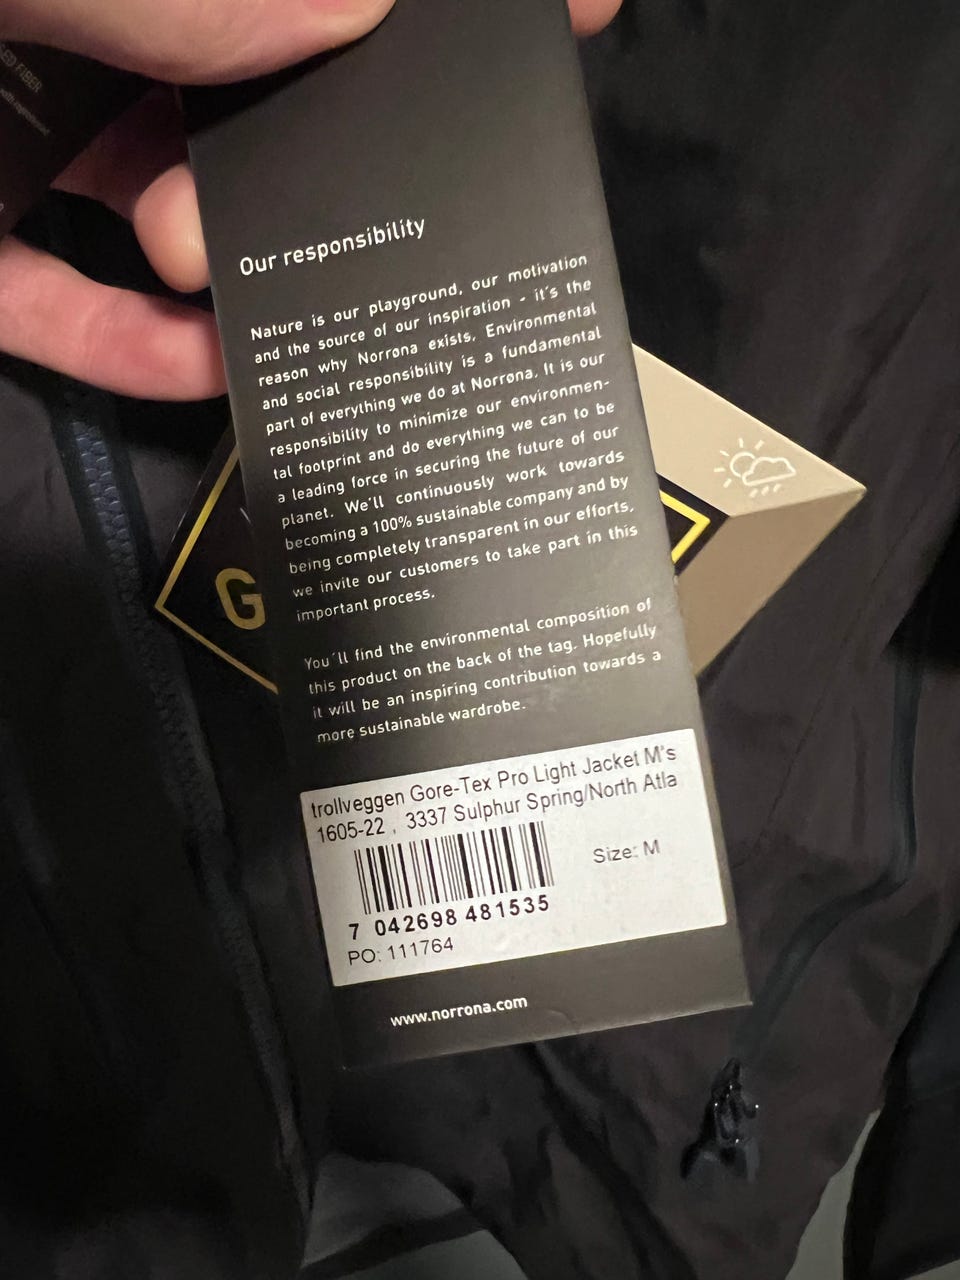 SED FIBER
Our responsibility
Nature is our playground, our motivation
and the source of our inspiration - it's the
reason why Norrona exists. Environmental
and social responsibility is a fundamental
part of everything we do at Norrøna. It is our
responsibility to minimize our environmen-
tal footprint and do everything we can to be
a leading force in securing the future of our
planet. We'll continuously work towards
becoming a 100% sustainable company and by
being completely transparent in our efforts,
we invite our customers to take part in this
important process.
G
You´ll find the environmental composition of
this product on the back of the tag. Hopefully
it will be an inspiring contribution towards a
more sustainable wardrobe.
trollveggen Gore-Tex Pro Light Jacket M's
1605-22 , 3337 Sulphur Spring/North Atla
Size: M
7 042698 481535
PO: 111764
www.norrona.com